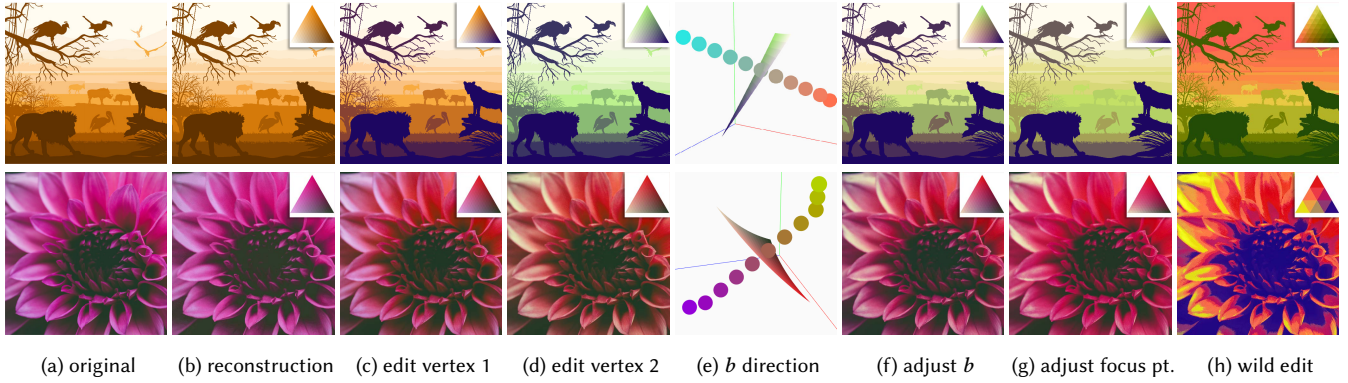 (a) original
(b) reconstruction
(c) edit vertex 1
(d) edit vertex 2
(e) b direction
(f) adjust b
(g) adjust focus pt.
(h) wild edit